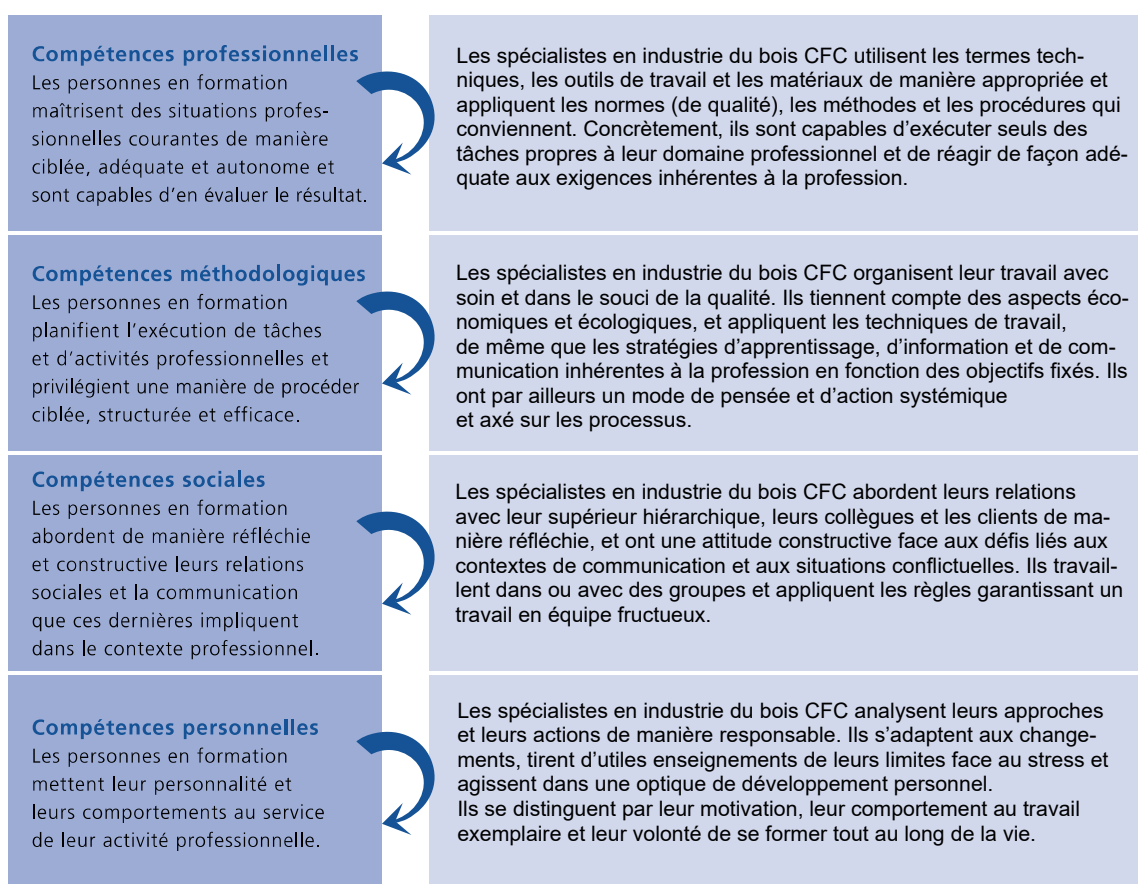 Compétences professionnelles
Les personnes en formation
maîtrisent des situations profes-
sionnelles courantes de manière
ciblée, adéquate et autonome et
sont capables d'en évaluer le résultat.
Les spécialistes en industrie du bois CFC utilisent les termes tech-
niques, les outils de travail et les matériaux de manière appropriée et
appliquent les normes (de qualité), les méthodes et les procédures qui
conviennent. Concrètement, ils sont capables d'exécuter seuls des
tâches propres à leur domaine professionnel et de réagir de façon adé-
quate aux exigences inhérentes à la profession.
Compétences méthodologiques
Les personnes en formation
planifient l'exécution de tâches
et d'activités professionnelles et
privilégient une manière de procéder
ciblée, structurée et efficace.
Les spécialistes en industrie du bois CFC organisent leur travail avec
soin et dans le souci de la qualité. Ils tiennent compte des aspects éco-
nomiques et écologiques, et appliquent les techniques de travail,
de même que les stratégies d'apprentissage, d'information et de com-
munication inhérentes à la profession en fonction des objectifs fixés. Ils
ont par ailleurs un mode de pensée et d'action systémique
et axé sur les processus.
Compétences sociales
Les personnes en formation
abordent de manière réfléchie
et constructive leurs relations
sociales et la communication
que ces dernières impliquent
dans le contexte professionnel.
Les spécialistes en industrie du bois CFC abordent leurs relations
avec leur supérieur hiérarchique, leurs collègues et les clients de ma-
nière réfléchie, et ont une attitude constructive face aux défis liés aux
contextes de communication et aux situations conflictuelles. Ils travail-
lent dans ou avec des groupes et appliquent les règles garantissant un
travail en équipe fructueux.
Compétences personnelles
Les personnes en formation
mettent leur personnalité et
leurs comportements au service
de leur activité professionnelle.
Les spécialistes en industrie du bois CFC analysent leurs approches
et leurs actions de manière responsable. Ils s'adaptent aux change-
ments, tirent d'utiles enseignements de leurs limites face au stress et
agissent dans une optique de développement personnel.
Ils se distinguent par leur motivation, leur comportement au travail
exemplaire et leur volonté de se former tout au long de la vie.